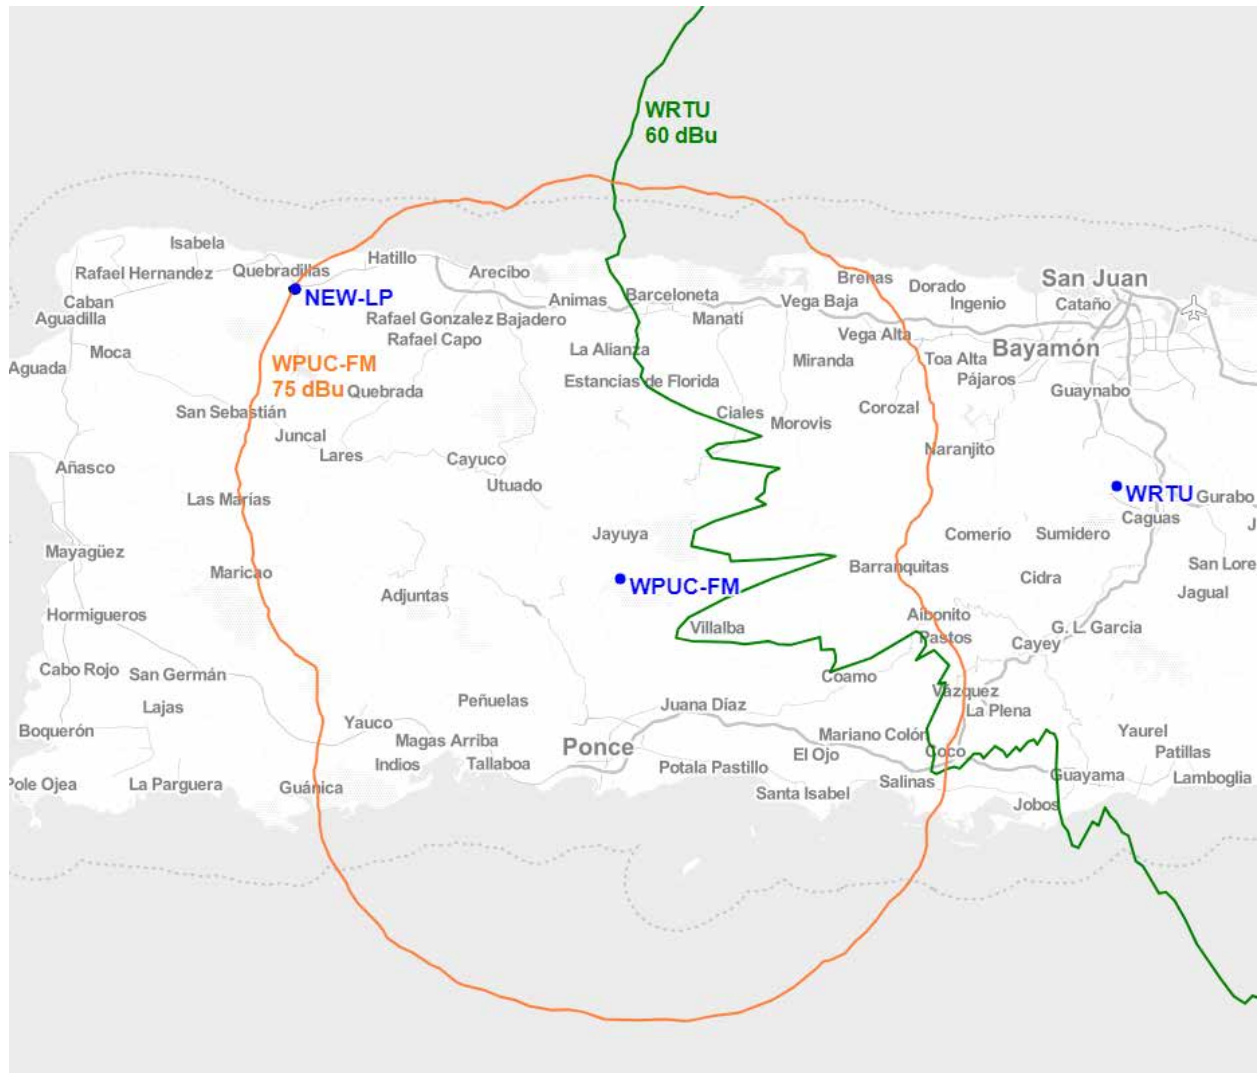 WRTU
60 dBu
Isabela
Rafael Hernandez
Quebradillas
Hatillo
Arecibo
Brenas
San Juan
NEW-LP
Caban
Animas
Barceloneta
Vega Baja
Dorado
Ingenio
Cataño
Aguadilla
Rafael Gonzalez
Bajadero
Manatí
Rafael Capo
Vega Alta
Moca
La Alianza
Miranda
Toa Alta
Bayamón
Aguada
WPUC-FM
75 dBu
Quebrada
Estancias de Florida
Pájaros
Guaynabo
San Sebastián
Ciales
Morovis
Corozal
Juncal
Lares
Cayuco
Naranjito
Añasco
Utuado
Las Marías
WRTU
Gurabo
Caguas
J
Mayagüez
Jayuya
Comerío
Sumidero
Maricao
Barranquitas
San Lore
Adjuntas
WPUC-FM
Cidra
Jagual
Hormigueros
Villalba
Aibonito
Pastos
G. L. Garcia
Cayey
Cabo Rojo
San Germán
Coamo
Lajas
Peñuelas
Juana Díaz
Vazquez
La Plena
Boquerón
Yauco
Magas Arriba
Ponce
Mariano Colón
Coco
Yaurel
Patillas
Indios
Tallaboa
Potala Pastillo
El Ojo
Pole Ojea
La Parguera
Guánica
Santa Isabel
Salinas
Guayama
Lamboglia
Jobos